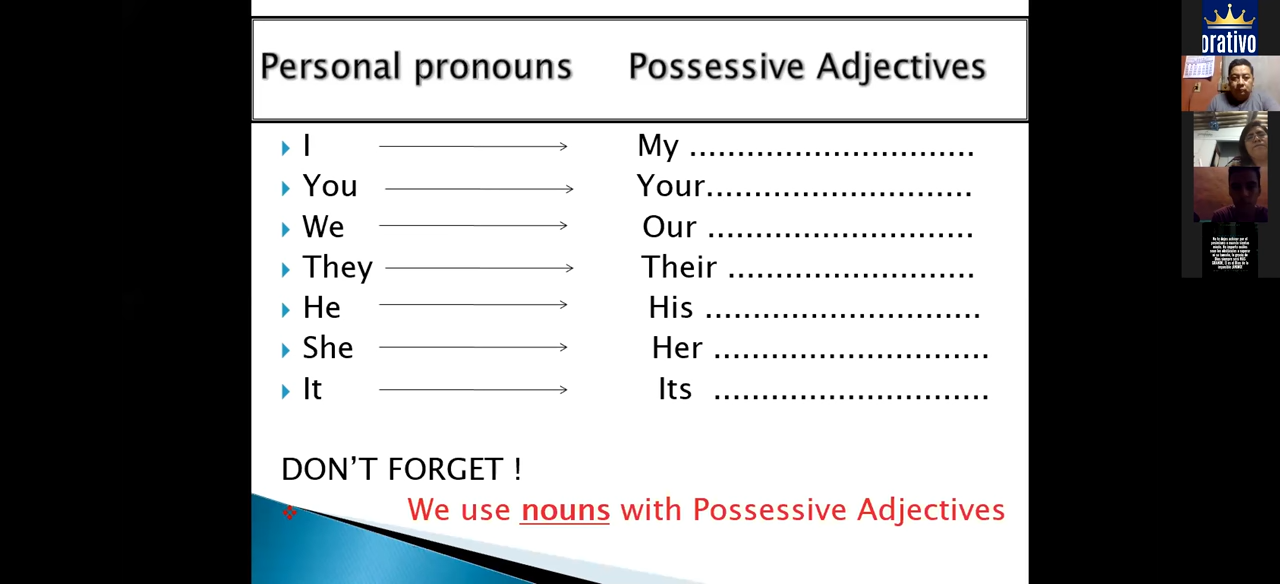 Personal pronouns Possessive Adjectives
I My ..............................
You Your............................
We Our ............................
They Their ..........................
He His .............................
She Her .............................
It Its .............................
DON'T FORGET !
We use nouns with Possessive Adjectives
orativo